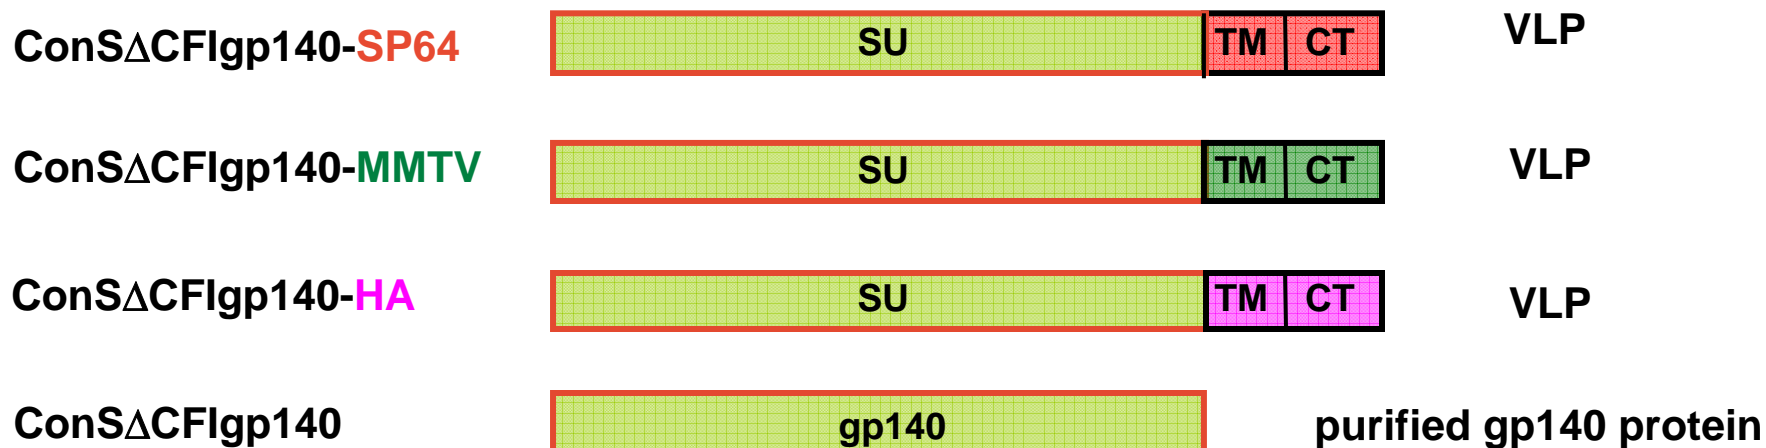 ConSΔCFIgp140-SP64 SU TM CT VLP
ConSΔCFIgp140-MMTV SU TM CT VLP
ConSΔCFIgp140-HA SU TM CT VLP
ConSΔCFIgp140 gp140 purified gp140 protein